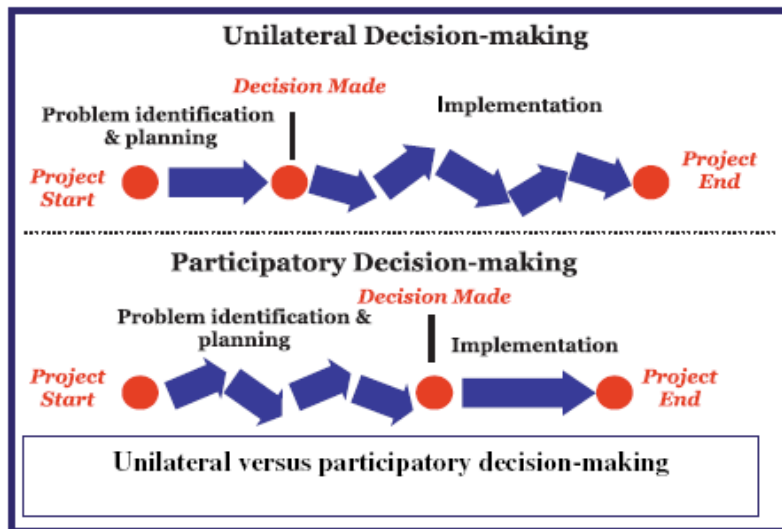 Unilateral Decision-making
Decision Made
Problem identification
& planning
Implementation
Project
Start
Project
End
Participatory Decision-making
Decision Made
Problem identification &
planning
Implementation
Project
Start
Project
End
Unilateral versus participatory decision-making